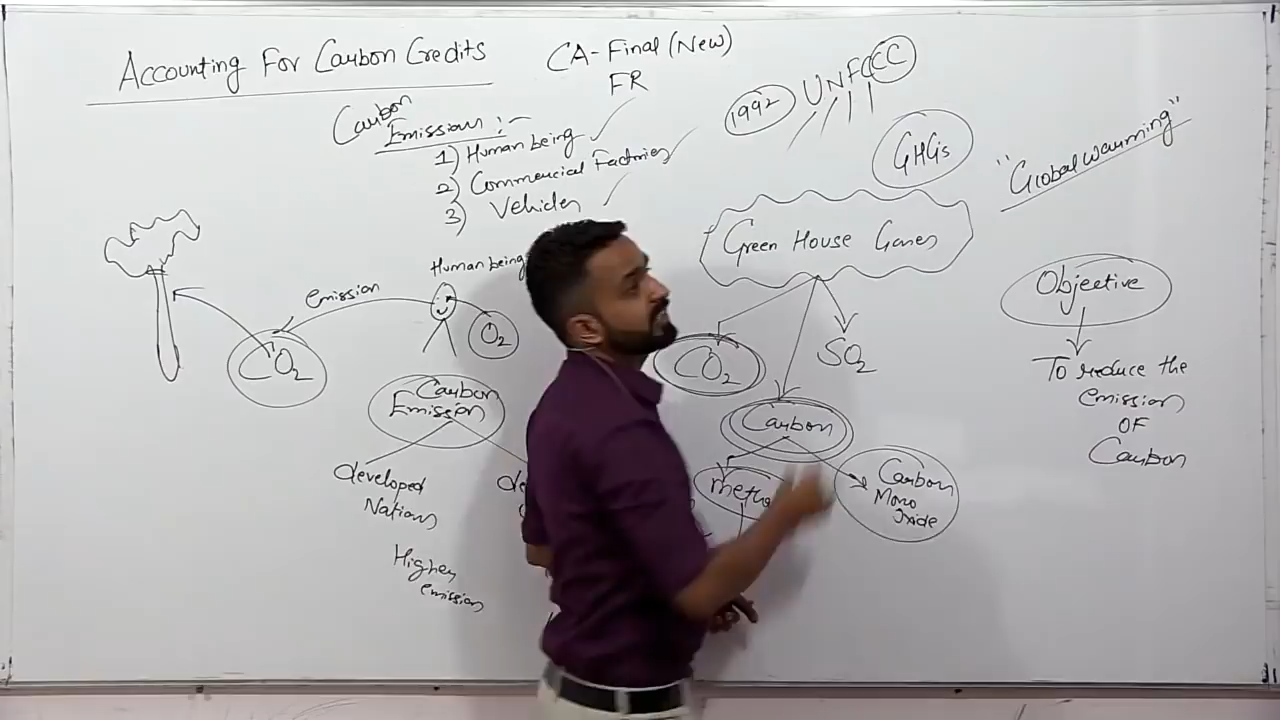 Accounting For Carbon Credits
CA-Final (New)
FR
Carbon
Emission :-
1) Human being
2) Commercial Factories
3) Vehicles
1992
UNFCCC
GHGs
"Global warming"
Green House Gases
CO2
SO2
Carbon
Carbon
Mono
Oxide
Objective
To reduce the
emission
OF
Carbon
Human being
emission
O2
CO2
Carbon
Emission
developed
Nations
Higher
emission